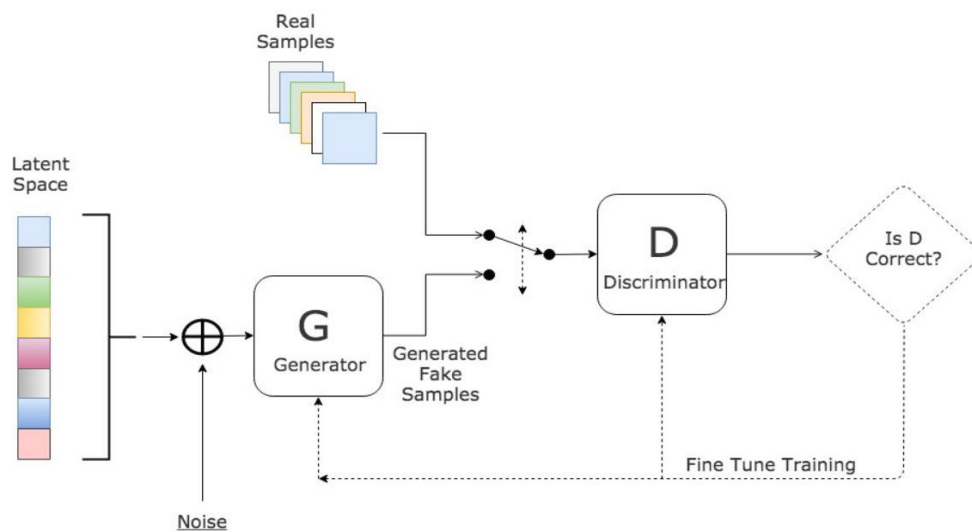 Real
Samples
Latent
Space
D
Discriminator
Is D
Correct?
G
Generator
Generated
Fake
Samples
Fine Tune Training
Noise